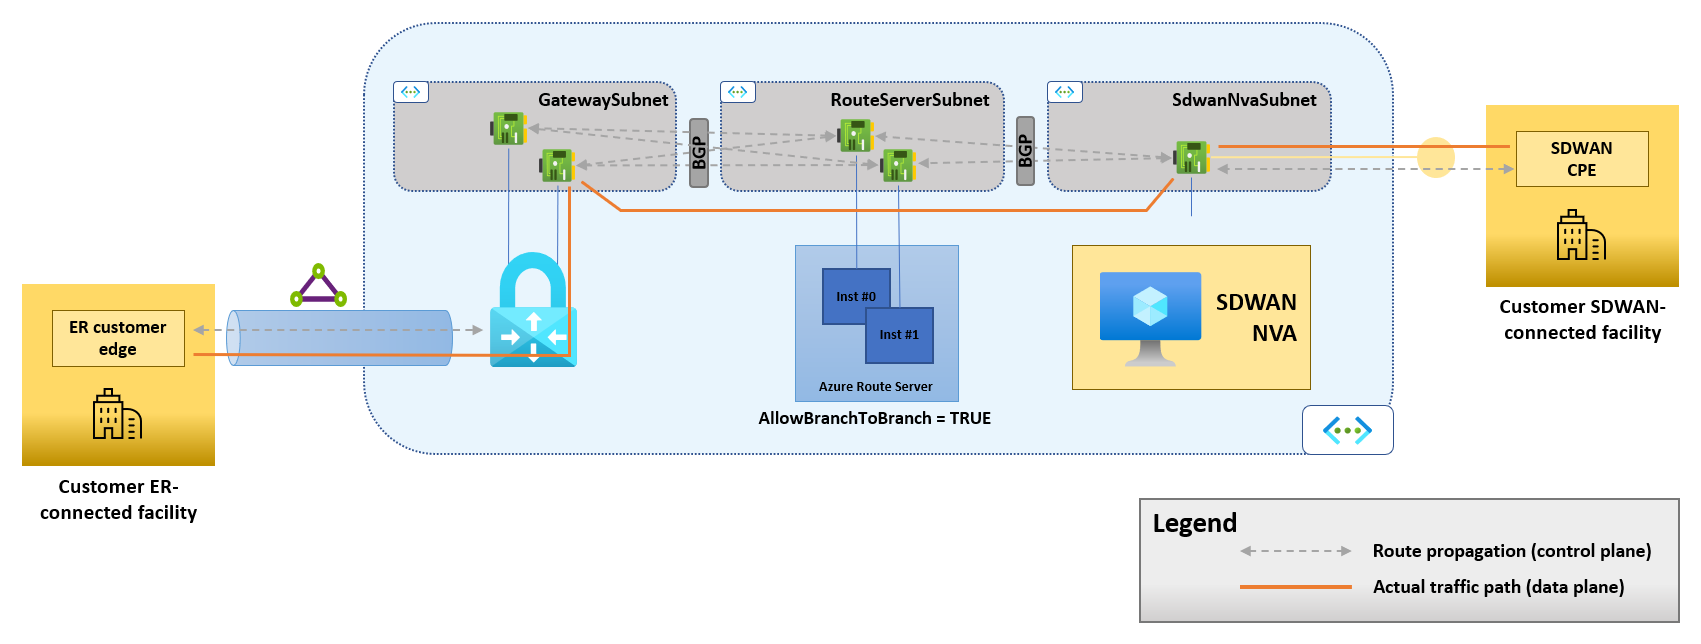 GatewaySubnet
RouteServerSubnet
SdwanNvaSubnet
BGP
BGP
SDWAN
CPE
Customer SDWAN-
connected facility
ER customer
edge
Customer ER-
connected facility
Inst #0
Inst #1
Azure Route Server
AllowBranchToBranch = TRUE
SDWAN
NVA
Legend
Route propagation (control plane)
Actual traffic path (data plane)